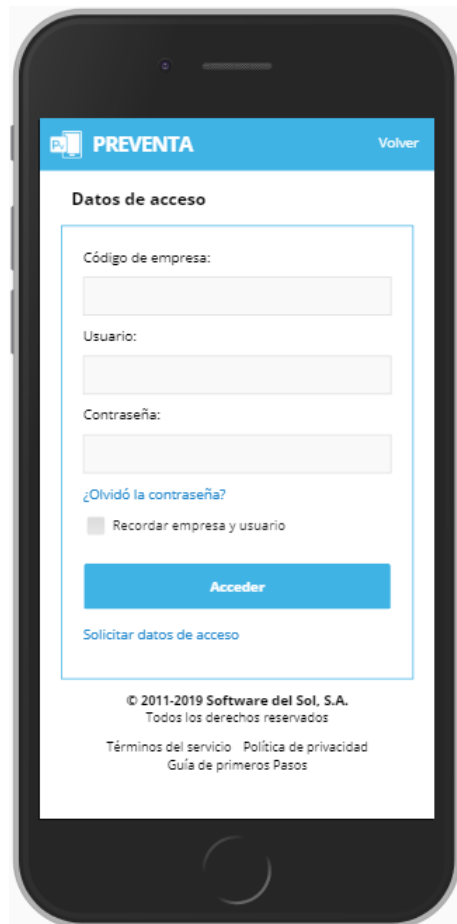 Pv PREVENTA Volver
Datos de acceso
Código de empresa:
Usuario:
Contraseña:
¿Olvidó la contraseña?
Recordar empresa y usuario
Acceder
Solicitar datos de acceso
© 2011-2019 Software del Sol, S.A.
Todos los derechos reservados
Términos del servicio Política de privacidad
Guía de primeros Pasos